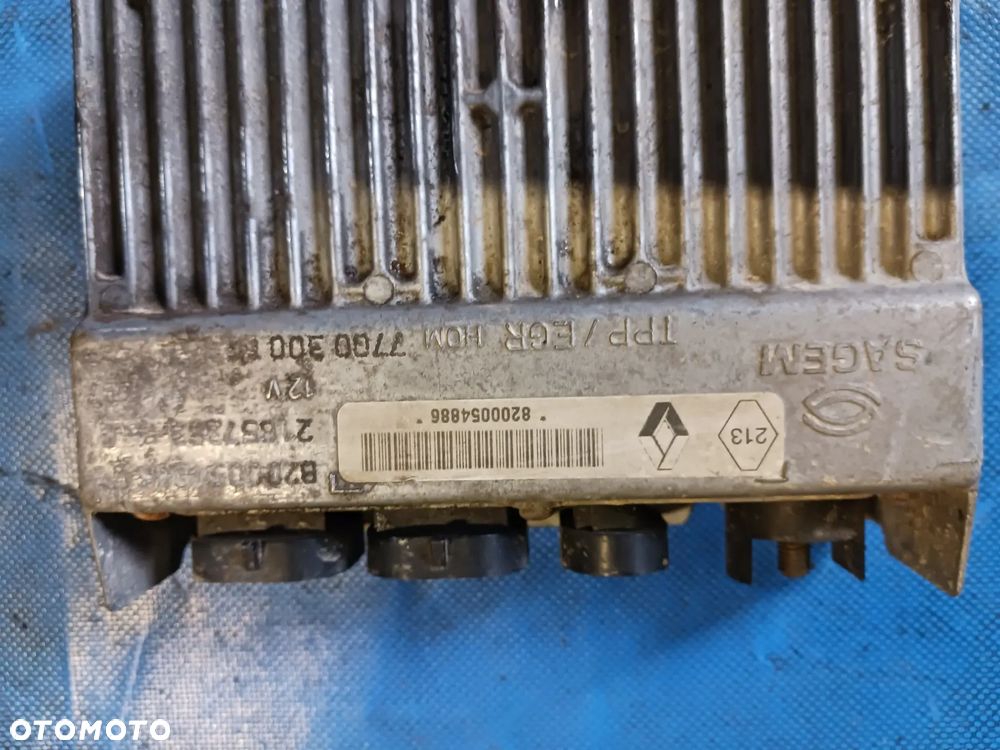 SAGEM
TPP / EGR HOM 7700 300
12V
213
* 8200054886 *
OTOMOTO